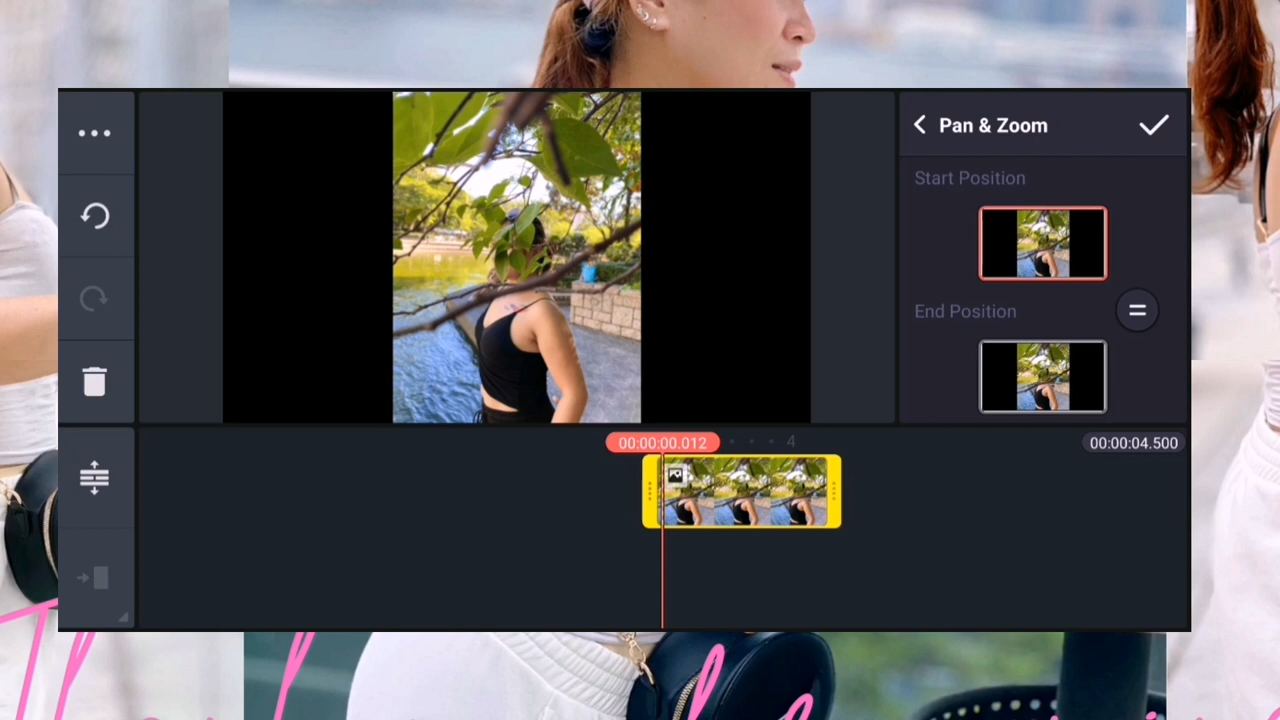 Pan & Zoom
Start Position
End Position
00:00:00.012
4
00:00:04.500